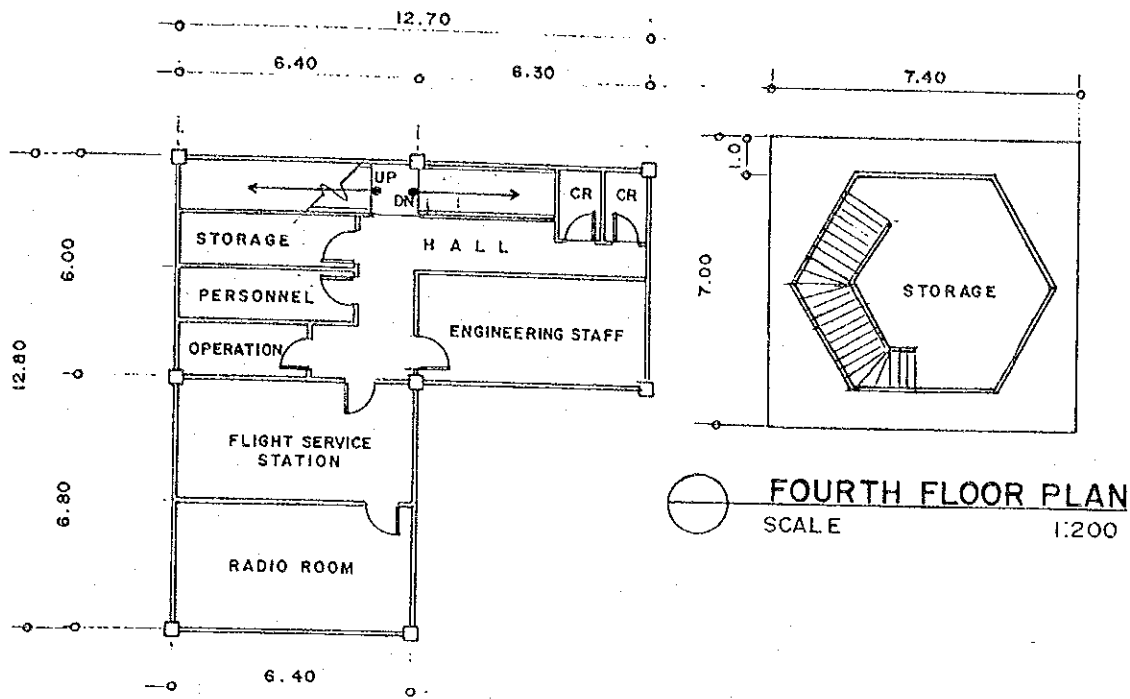 12.70
6.40
6.30
7.40
1.0
UP
DN
CR
CR
STORAGE
HALL
6.00
PERSONNEL
7.00
STORAGE
OPERATION
ENGINEERING STAFF
12.80
FLIGHT SERVICE
STATION
6.80
RADIO ROOM
6.40
FOURTH FLOOR PLAN
SCALE 1:200